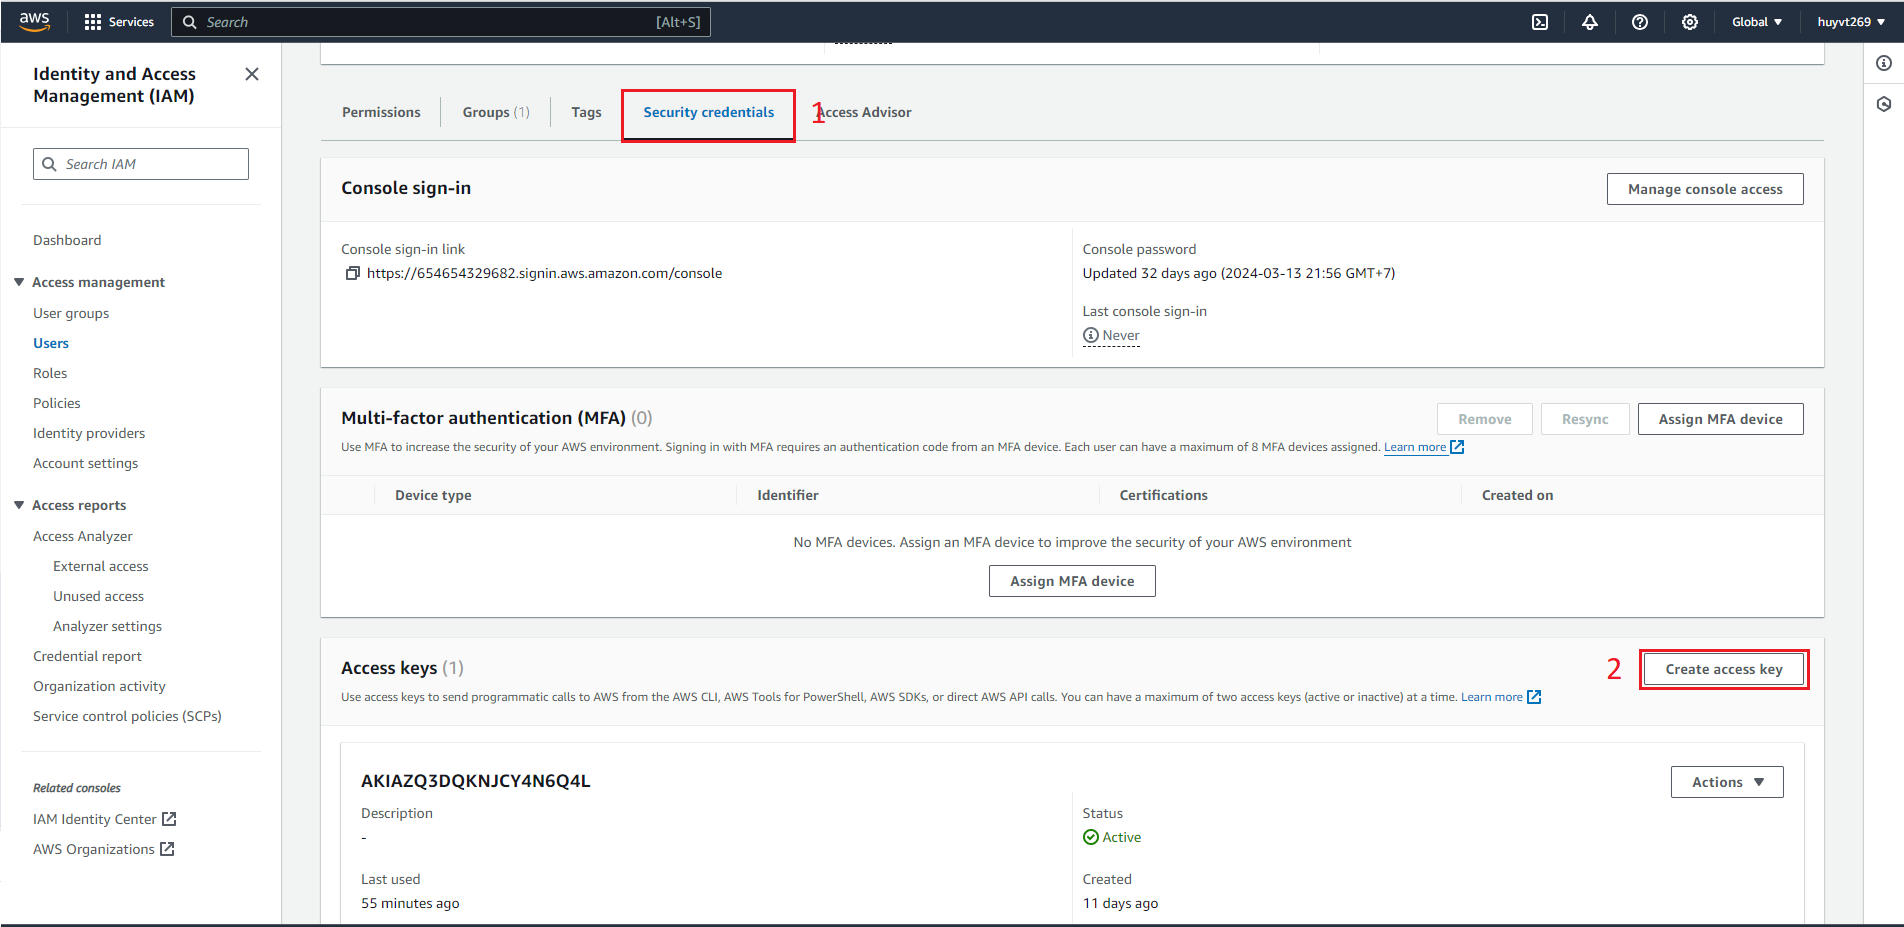 aws
Services
Search
[Alt+S]
Global
huyvt269
Identity and Access
Management (IAM)
Search IAM
Dashboard
Access management
User groups
Users
Roles
Policies
Identity providers
Account settings
Access reports
Access Analyzer
External access
Unused access
Analyzer settings
Credential report
Organization activity
Service control policies (SCPs)
Related consoles
IAM Identity Center
AWS Organizations
Permissions
Groups (1)
Tags
Security credentials
1
Access Advisor
Console sign-in
Manage console access
Console sign-in link
https://654654329682.signin.aws.amazon.com/console
Console password
Updated 32 days ago (2024-03-13 21:56 GMT+7)
Last console sign-in
Never
Multi-factor authentication (MFA) (0)
Remove
Resync
Assign MFA device
Use MFA to increase the security of your AWS environment. Signing in with MFA requires an authentication code from an MFA device. Each user can have a maximum of 8 MFA devices assigned. Learn more
Device type
Identifier
Certifications
Created on
No MFA devices. Assign an MFA device to improve the security of your AWS environment
Assign MFA device
Access keys (1)
2
Create access key
Use access keys to send programmatic calls to AWS from the AWS CLI, AWS Tools for PowerShell, AWS SDKs, or direct AWS API calls. You can have a maximum of two access keys (active or inactive) at a time. Learn more
AKIAZQ3DQKNJCY4N6Q4L
Actions
Description
-
Status
Active
Last used
55 minutes ago
Created
11 days ago